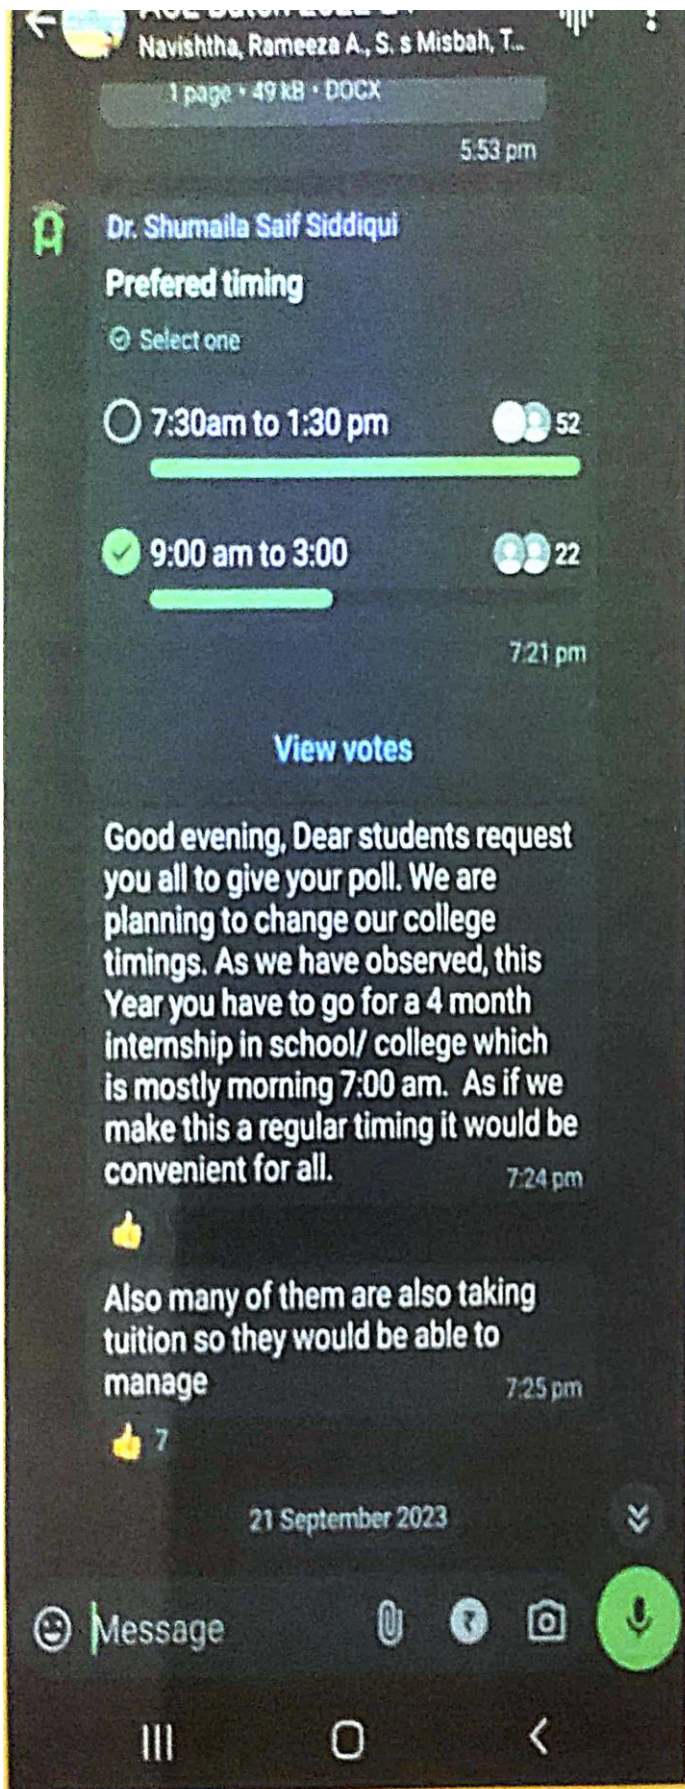 Navishtha, Rameeza A., S. s Misbah, T...
1 page • 49 kB • DOCX
5:53 pm
Dr. Shumaila Saif Siddiqui
Prefered timing
Select one
7:30am to 1:30 pm 52
9:00 am to 3:00 22
7:21 pm
View votes
Good evening, Dear students request
you all to give your poll. We are
planning to change our college
timings. As we have observed, this
Year you have to go for a 4 month
internship in school/ college which
is mostly morning 7:00 am. As if we
make this a regular timing it would be
convenient for all. 7:24 pm
Also many of them are also taking
tuition so they would be able to
manage 7:25 pm
7
21 September 2023
Message